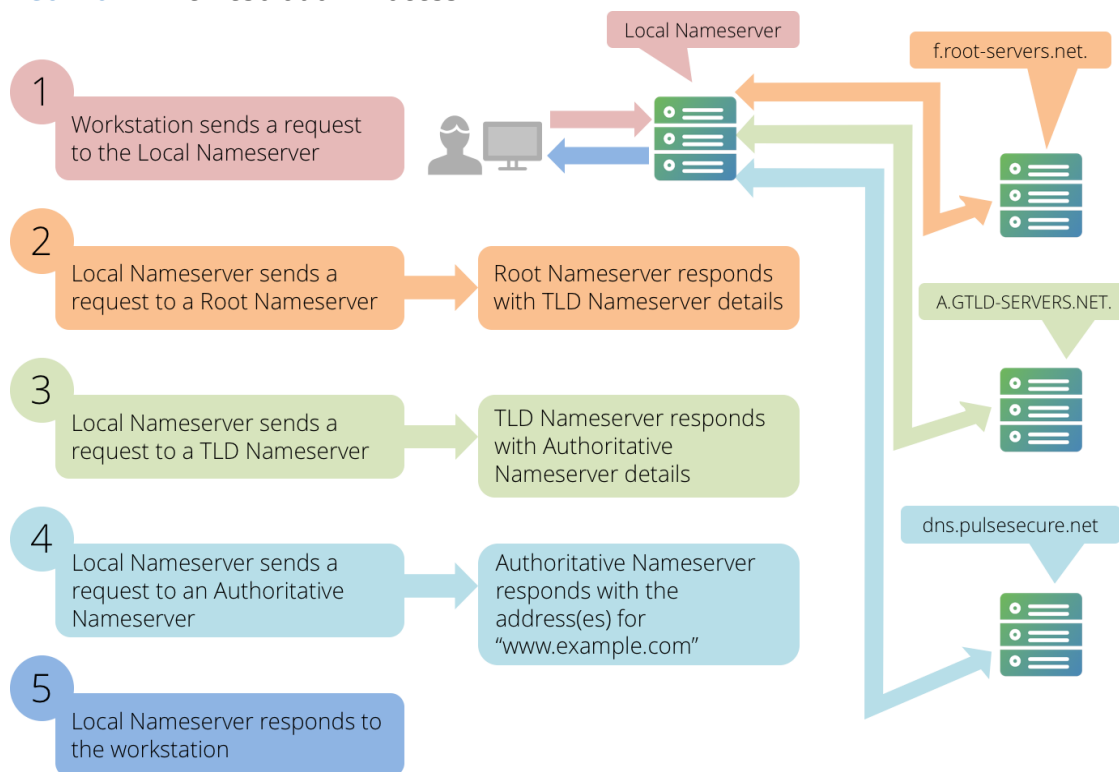 Local Nameserver
f.root-servers.net.
1
Workstation sends a request
to the Local Nameserver
2
Local Nameserver sends a
request to a Root Nameserver
Root Nameserver responds
with TLD Nameserver details
A.GTLD-SERVERS.NET.
3
Local Nameserver sends a
request to a TLD Nameserver
TLD Nameserver responds
with Authoritative
Nameserver details
dns.pulsesecure.net
4
Local Nameserver sends a
request to an Authoritative
Nameserver
Authoritative Nameserver
responds with the
address(es) for
“www.example.com”
5
Local Nameserver responds to
the workstation